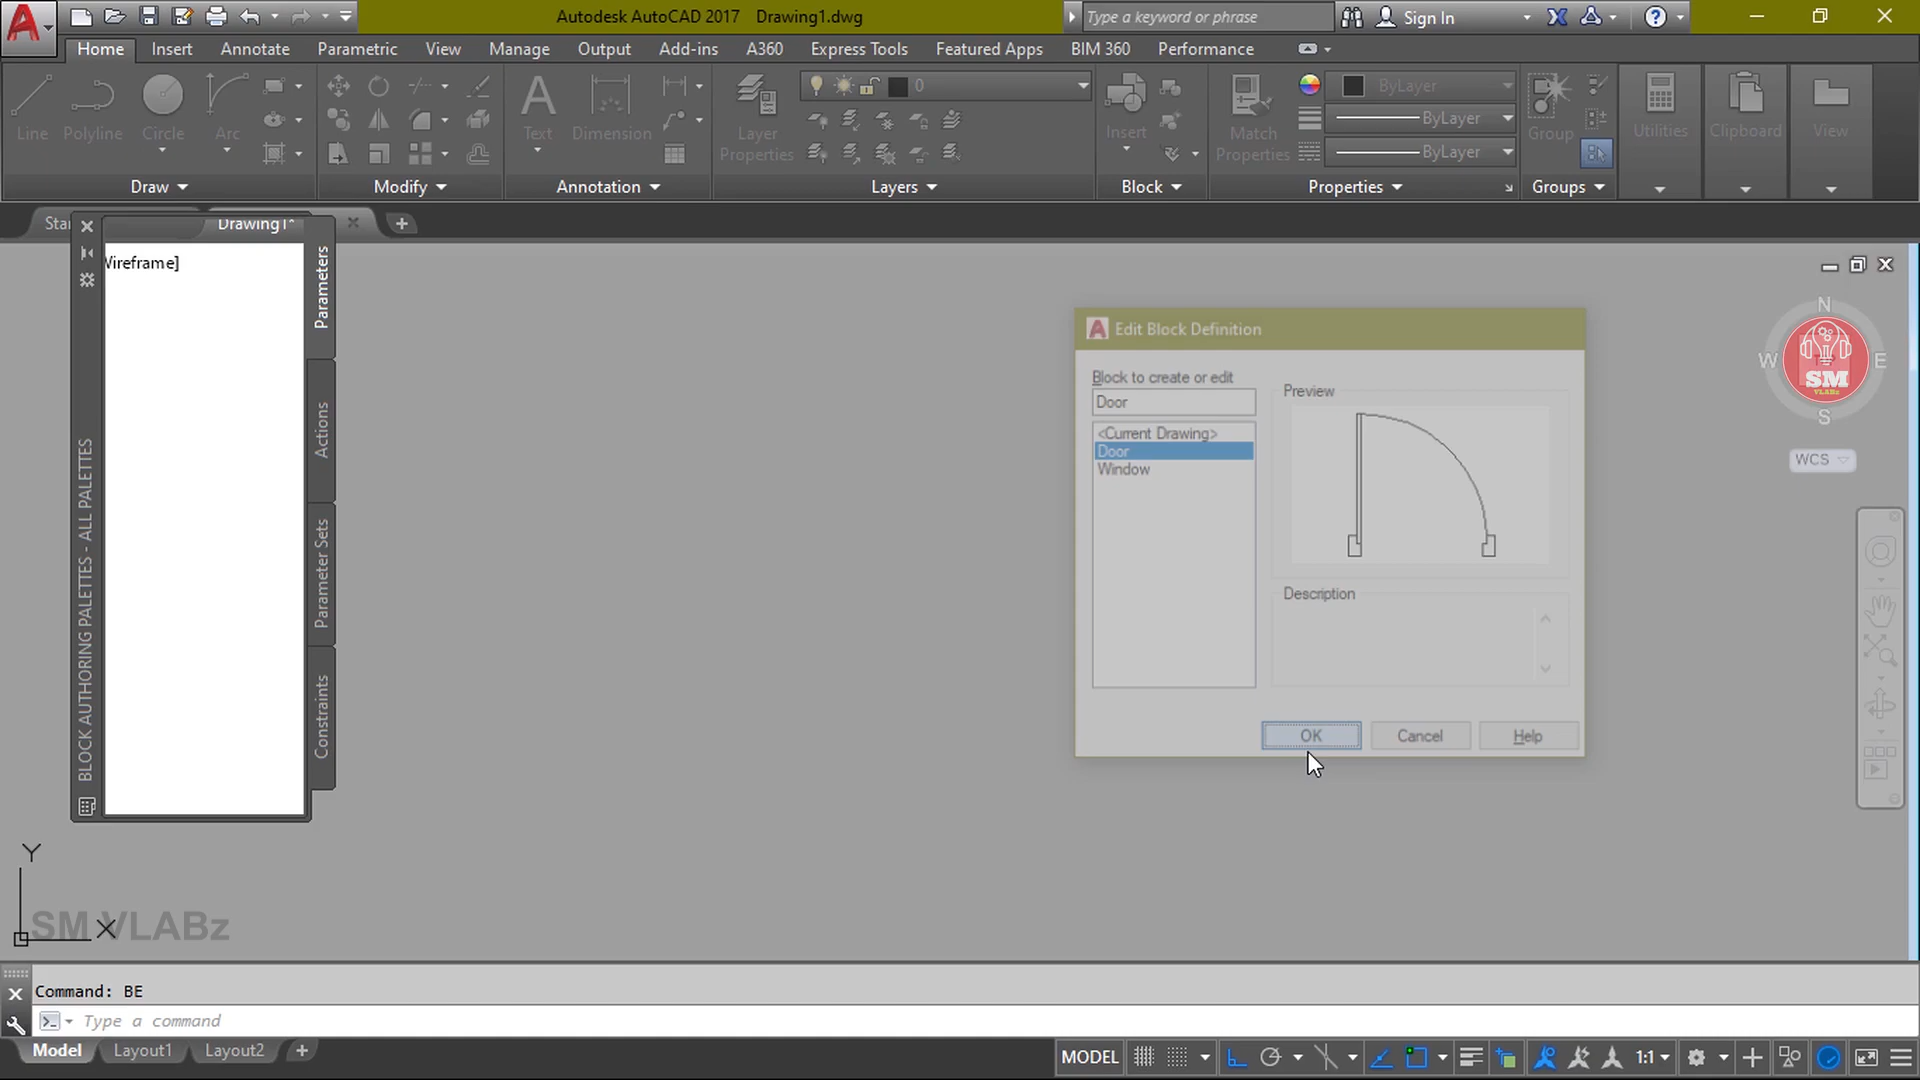 Autodesk AutoCAD 2017 Drawing1.dwg
Type a keyword or phrase
Sign In
Home Insert Annotate Parametric View Manage Output Add-ins A360 Express Tools Featured Apps BIM 360 Performance
Line Polyline Circle Arc
Text Dimension
Layer Properties
0
Insert
Match Properties
ByLayer
ByLayer
ByLayer
Group
Utilities Clipboard View
Draw Modify Annotation Layers Block Properties Groups
Star Drawing1*
Wireframe]
Parameters
Actions
Parameter Sets
Constraints
BLOCK AUTHORING PALETTES - ALL PALETTES
Edit Block Definition
Block to create or edit
Door
<Current Drawing>
Door
Window
Preview
Description
OK Cancel Help
N
W E
S
SM
VLABz
WCS
Y
X
SM VLABz
Command: BE
Type a command
Model Layout1 Layout2
MODEL 1:1